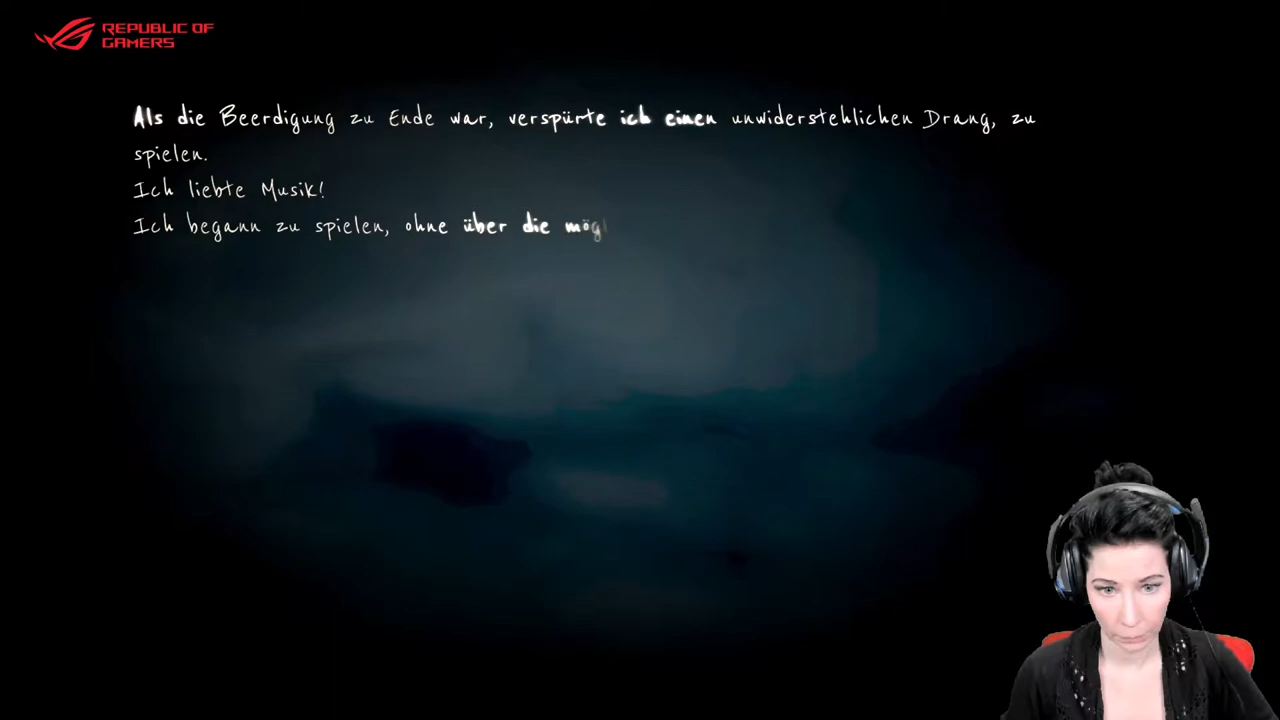 REPUBLIC OF
GAMERS
Als die Beerdigung zu Ende war, verspürte ich einen unwiderstehlichen Drang, zu
spielen.
Ich liebte Musik!
Ich begann zu spielen, ohne über die mög